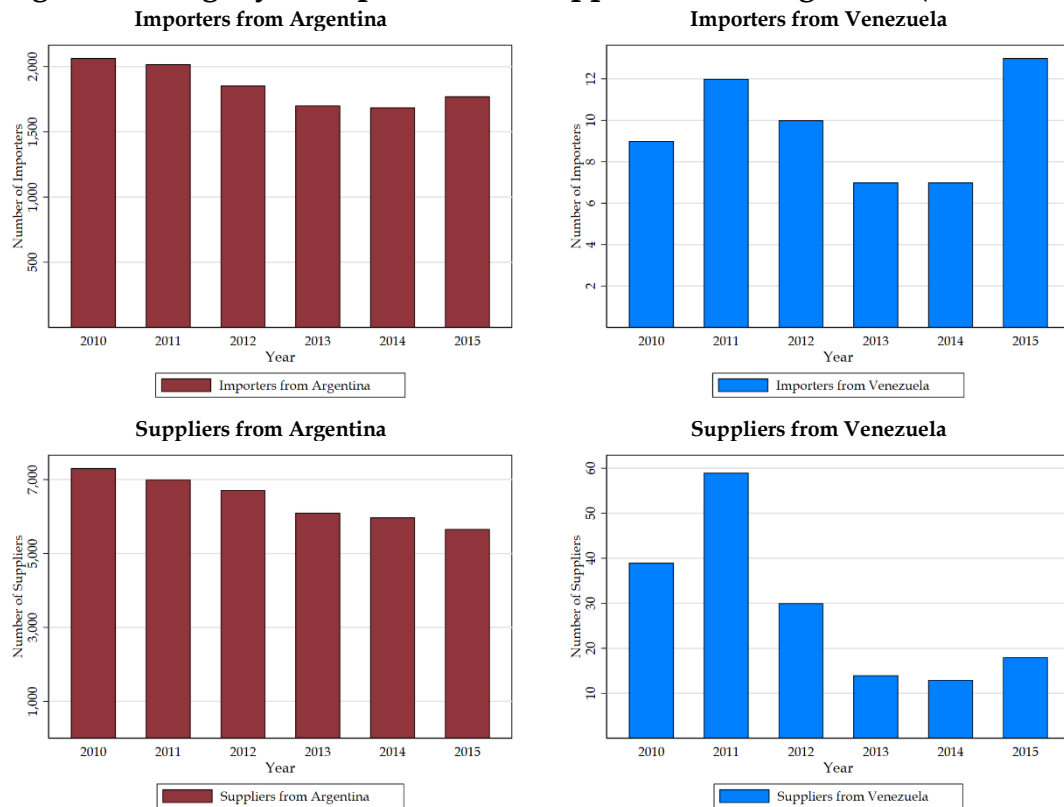 Importers from Argentina
Number of Importers
2,000
1,500
1,000
500
2010 2011 2012 2013 2014 2015
Year
Importers from Argentina
Importers from Venezuela
Number of Importers
12
10
8
6
4
2
2010 2011 2012 2013 2014 2015
Year
Importers from Venezuela
Suppliers from Argentina
Number of Suppliers
7,000
5,000
3,000
1,000
2010 2011 2012 2013 2014 2015
Year
Suppliers from Argentina
Suppliers from Venezuela
Number of Suppliers
60
50
40
30
20
10
2010 2011 2012 2013 2014 2015
Year
Suppliers from Venezuela